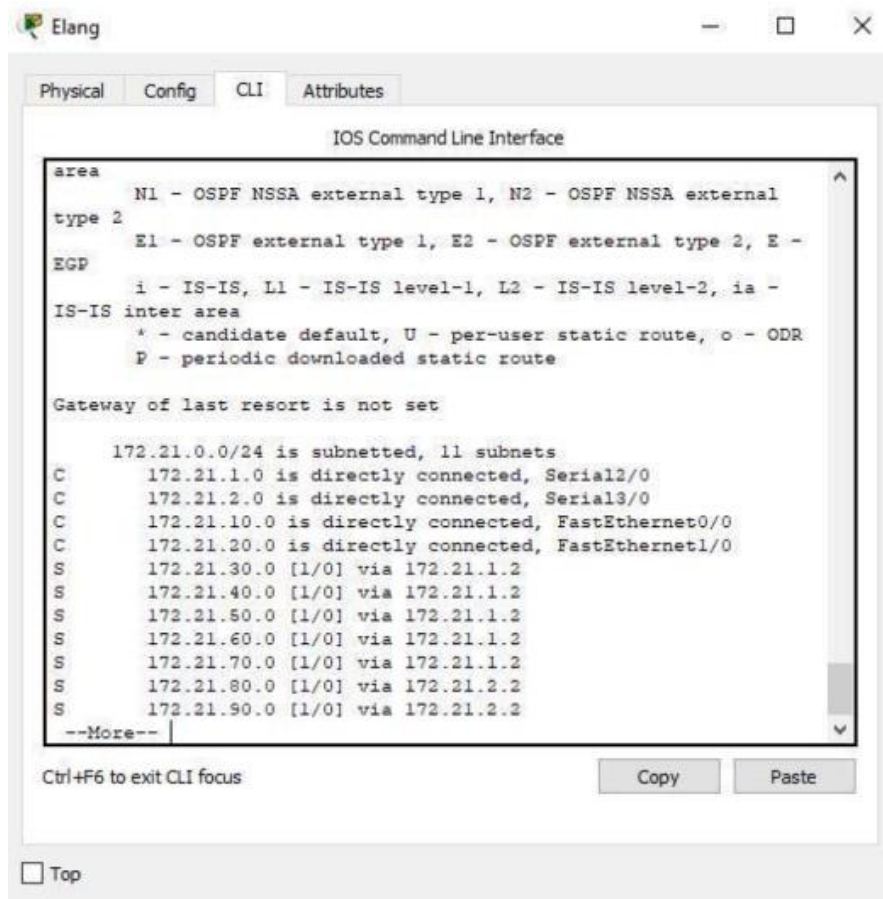 Elang
Physical Config CLI Attributes
IOS Command Line Interface
area
N1 - OSPF NSSA external type 1, N2 - OSPF NSSA external
type 2
E1 - OSPF external type 1, E2 - OSPF external type 2, E -
EGP
i - IS-IS, L1 - IS-IS level-1, L2 - IS-IS level-2, ia -
IS-IS inter area
* - candidate default, U - per-user static route, o - ODR
P - periodic downloaded static route
Gateway of last resort is not set
172.21.0.0/24 is subnetted, 11 subnets
C 172.21.1.0 is directly connected, Serial2/0
C 172.21.2.0 is directly connected, Serial3/0
C 172.21.10.0 is directly connected, FastEthernet0/0
C 172.21.20.0 is directly connected, FastEthernet1/0
S 172.21.30.0 [1/0] via 172.21.1.2
S 172.21.40.0 [1/0] via 172.21.1.2
S 172.21.50.0 [1/0] via 172.21.1.2
S 172.21.60.0 [1/0] via 172.21.1.2
S 172.21.70.0 [1/0] via 172.21.1.2
S 172.21.80.0 [1/0] via 172.21.2.2
S 172.21.90.0 [1/0] via 172.21.2.2
--More--
Ctrl+F6 to exit CLI focus
Copy Paste
Top